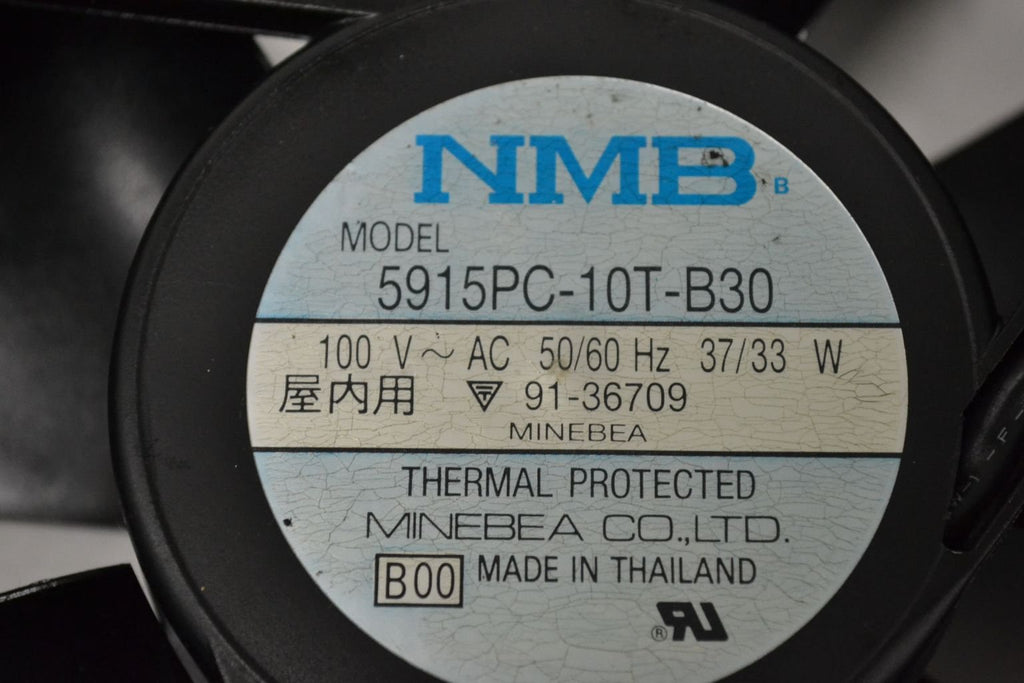 NMB B
MODEL
5915PC-10T-B30
100 V ~ AC 50/60 Hz 37/33 W
屋内用 91-36709
MINEBEA
THERMAL PROTECTED
MINEBEA CO.,LTD.
B00 MADE IN THAILAND
® RU